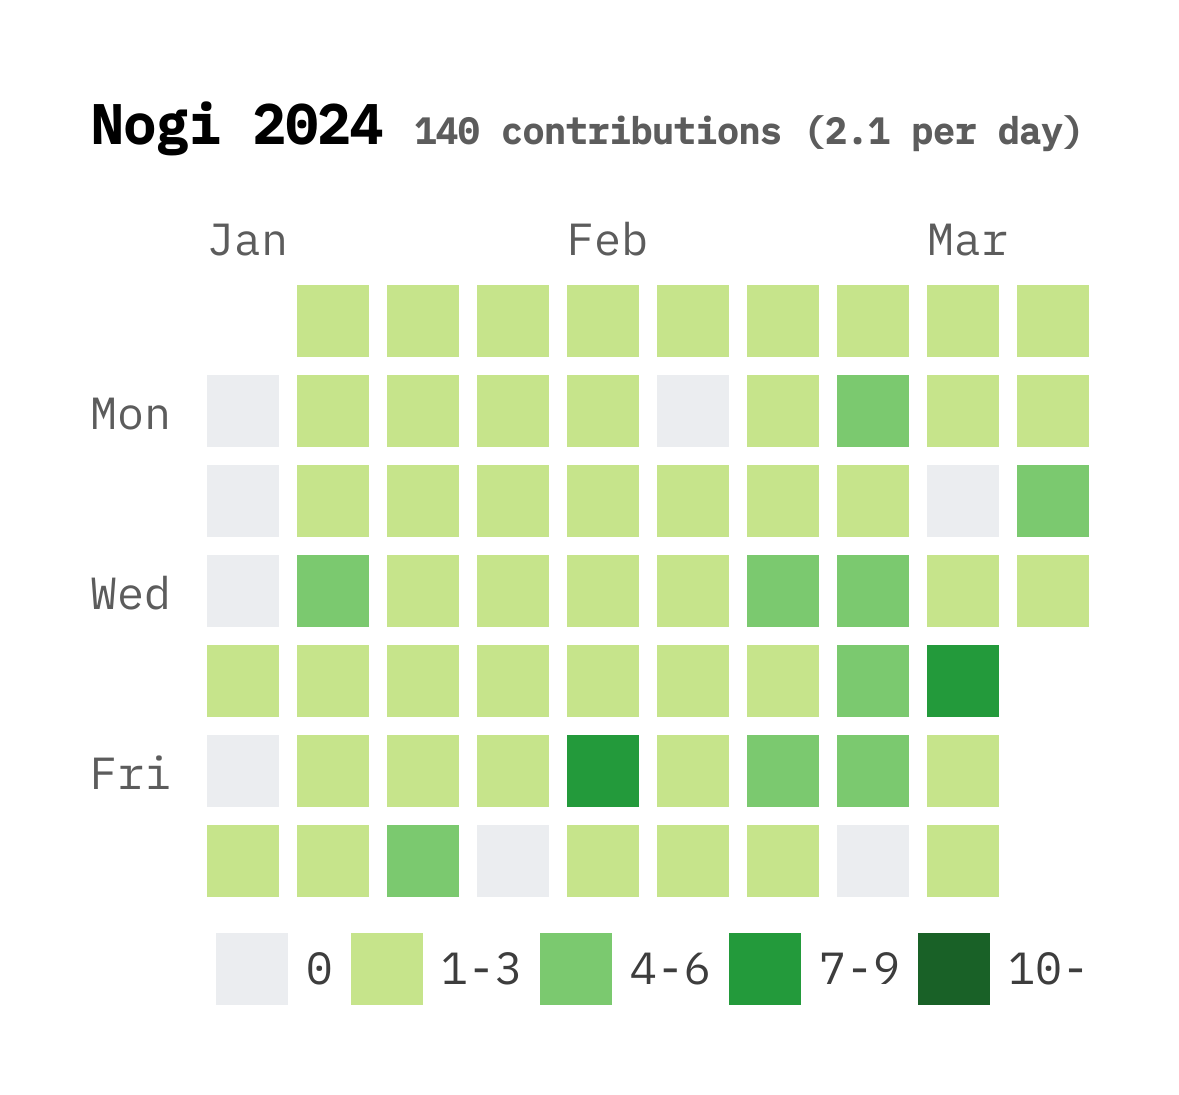 Nogi 2024 140 contributions (2.1 per day)
Jan Feb Mar
Mon
Wed
Fri
0 1-3 4-6 7-9 10-